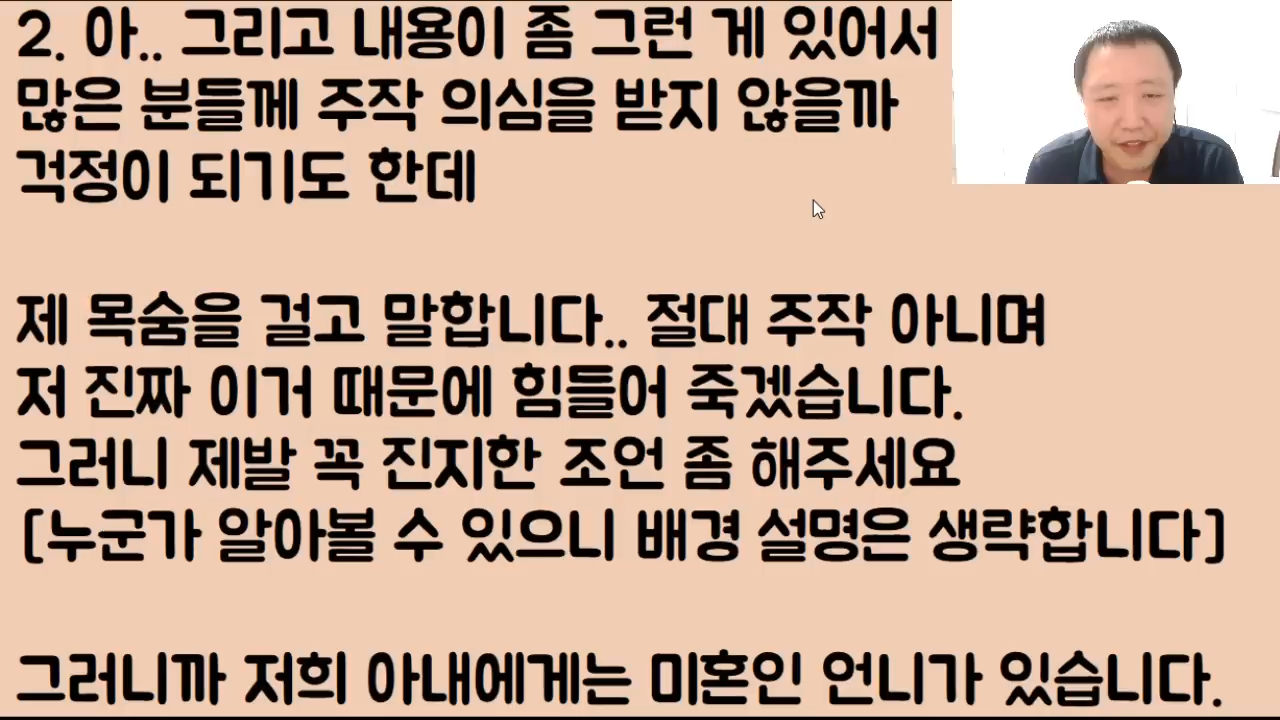 2. 아.. 그리고 내용이 좀 그런 게 있어서
많은 분들께 주작 의심을 받지 않을까
걱정이 되기도 한데
제 목숨을 걸고 말합니다.. 절대 주작 아니며
저 진짜 이거 때문에 힘들어 죽겠습니다.
그러니 제발 꼭 진지한 조언 좀 해주세요
[누군가 알아볼 수 있으니 배경 설명은 생략합니다]
그러니까 저희 아내에게는 미혼인 언니가 있습니다.